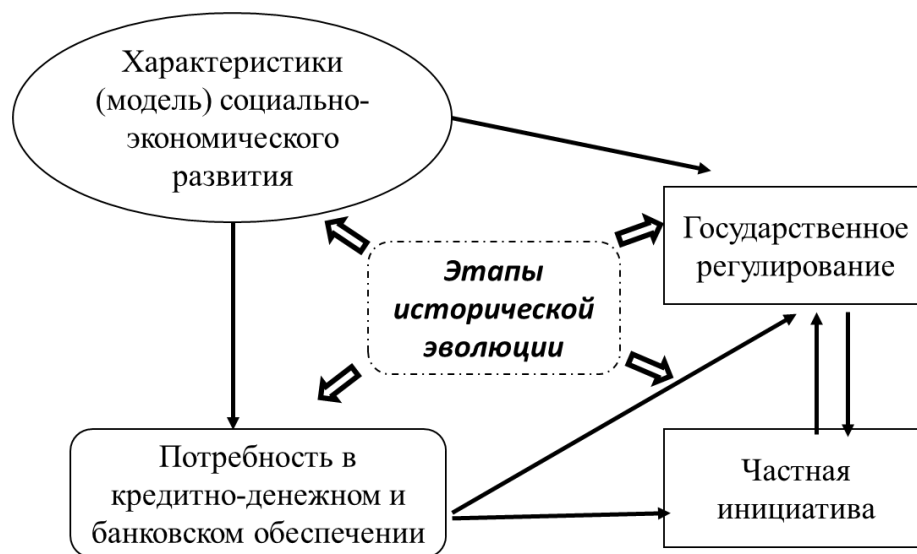 Характеристики
(модель) социально-
экономического
развития
Государственное
регулирование
Этапы
исторической
эволюции
Потребность в
кредитно-денежном и
банковском обеспечении
Частная
инициатива